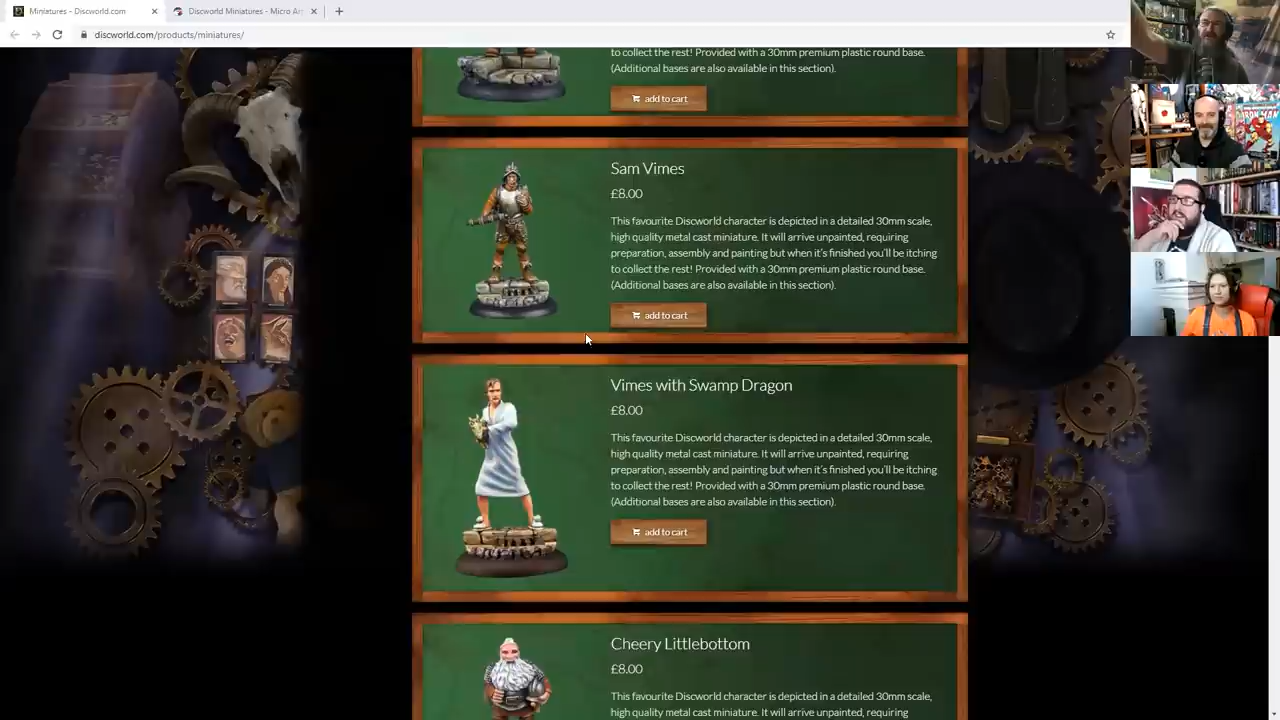 Miniatures - Discworld.com
Discworld Miniatures - Micro Ar
discworld.com/products/miniatures/
to collect the rest! Provided with a 30mm premium plastic round base.
(Additional bases are also available in this section).
add to cart
Sam Vimes
£8.00
This favourite Discworld character is depicted in a detailed 30mm scale,
high quality metal cast miniature. It will arrive unpainted, requiring
preparation, assembly and painting but when it's finished you'll be itching
to collect the rest! Provided with a 30mm premium plastic round base.
(Additional bases are also available in this section).
add to cart
Vimes with Swamp Dragon
£8.00
This favourite Discworld character is depicted in a detailed 30mm scale,
high quality metal cast miniature. It will arrive unpainted, requiring
preparation, assembly and painting but when it's finished you'll be itching
to collect the rest! Provided with a 30mm premium plastic round base.
(Additional bases are also available in this section).
add to cart
Cheery Littlebottom
£8.00
This favourite Discworld character is depicted in a detailed 30mm scale,
high quality metal cast miniature. It will arrive unpainted, requiring
IRON MAN